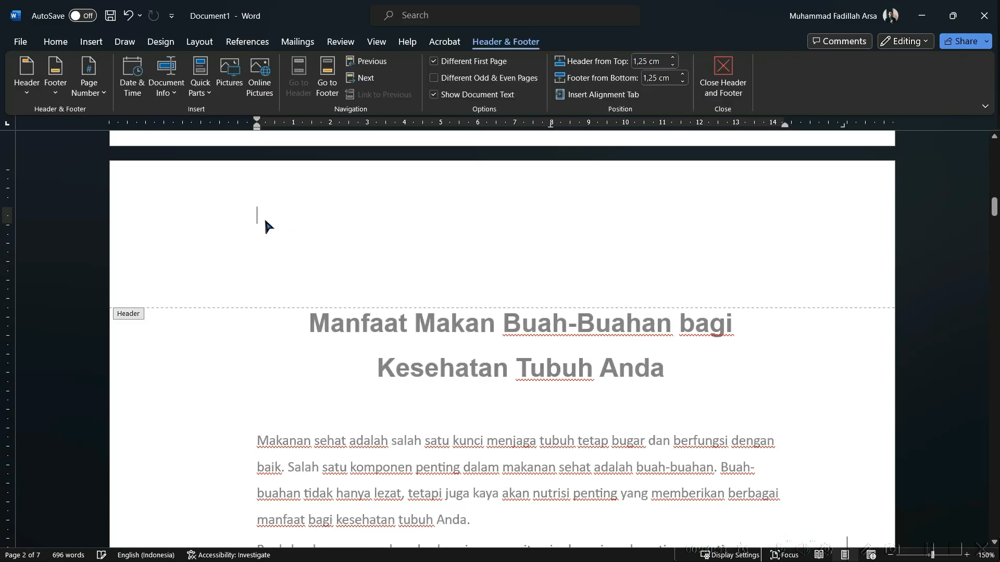 AutoSave Off Document1 - Word Search Muhammad Fadillah Arsa
File Home Insert Draw Design Layout References Mailings Review View Help Acrobat Header & Footer Comments Editing Share
Header Footer Page Number Date & Time Document Info Quick Parts Pictures Online Pictures Go to Header Go to Footer
Previous
Next
Link to Previous
Different First Page
Different Odd & Even Pages
Show Document Text
Header from Top: 1,25 cm
Footer from Bottom: 1,25 cm
Insert Alignment Tab
Close Header and Footer
Header & Footer Insert Navigation Options Position Close
1 2 3 4 5 6 7 8 9 10 11 12 13 14
Header
Manfaat Makan Buah-Buahan bagi
Kesehatan Tubuh Anda
Makanan sehat adalah salah satu kunci menjaga tubuh tetap bugar dan berfungsi dengan
baik. Salah satu komponen penting dalam makanan sehat adalah buah-buahan. Buah-
buahan tidak hanya lezat, tetapi juga kaya akan nutrisi penting yang memberikan berbagai
manfaat bagi kesehatan tubuh Anda.
Page 2 of 7 696 words English (Indonesia) Accessibility: Investigate Display Settings Focus 150%